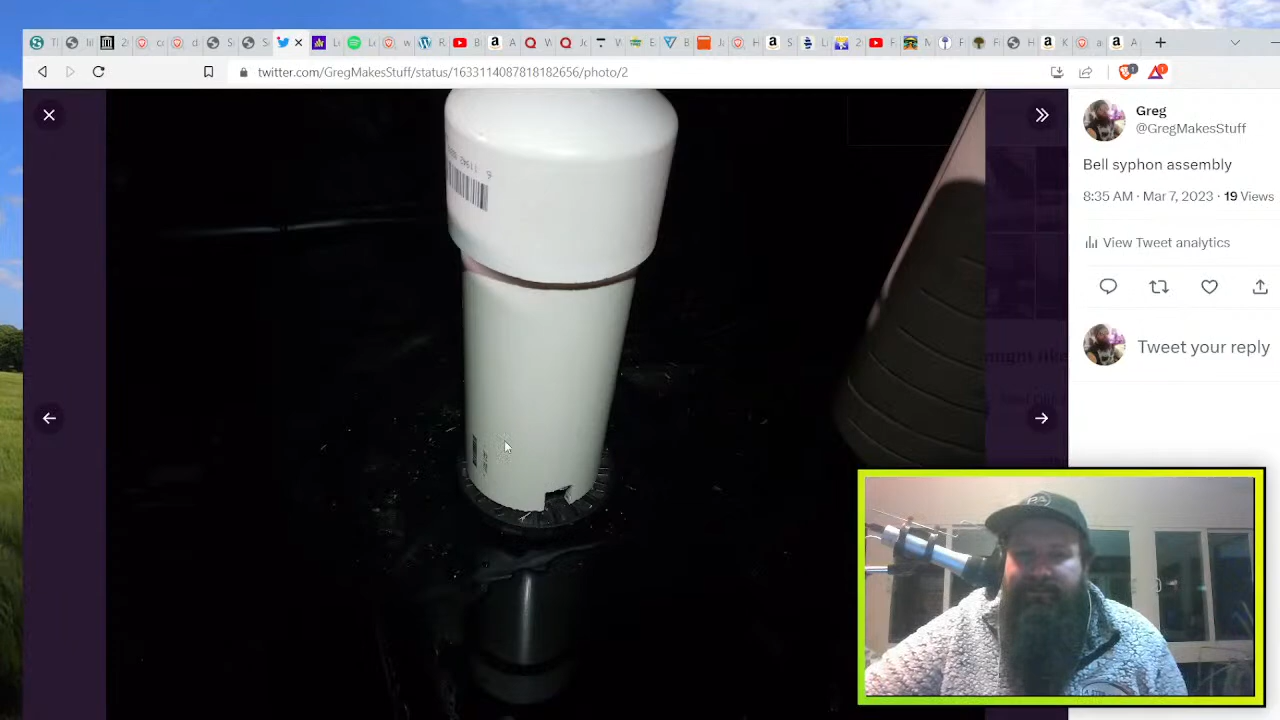 twitter.com/GregMakesStuff/status/1633114087818182656/photo/2
Greg
@GregMakesStuff
Bell syphon assembly
8:35 AM · Mar 7, 2023 · 19 Views
View Tweet analytics
Tweet your reply